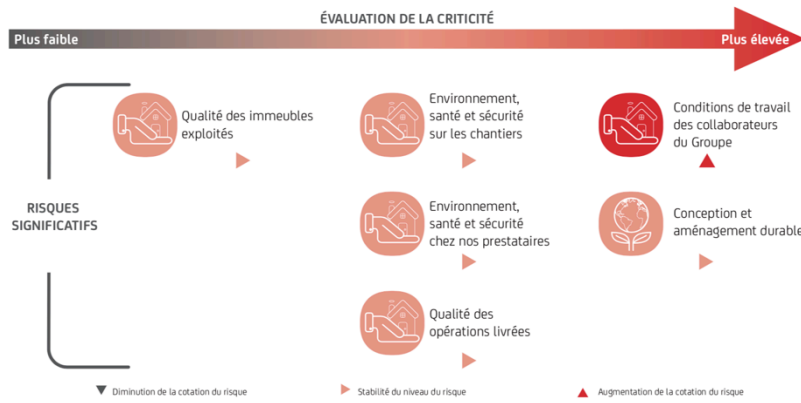 ÉVALUATION DE LA CRITICITÉ
Plus faible
Plus élevée
RISQUES
SIGNIFICATIFS
Qualité des immeubles
exploités
Environnement,
santé et sécurité
sur les chantiers
Conditions de travail
des collaborateurs
du Groupe
Environnement,
santé et sécurité
chez nos prestataires
Conception et
aménagement durable
Qualité des
opérations livrées
Diminution de la cotation du risque
Stabilité du niveau du risque
Augmentation de la cotation du risque